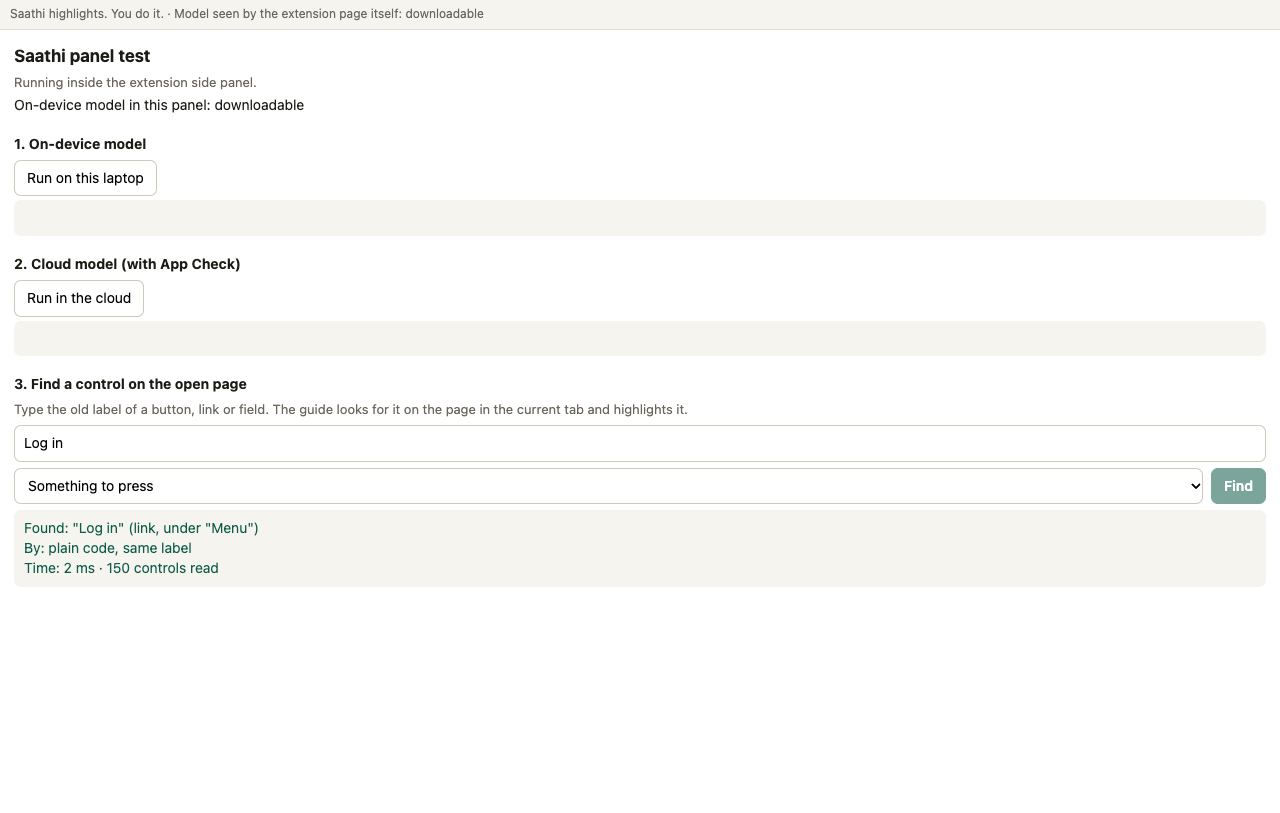 Saathi highlights. You do it. · Model seen by the extension page itself: downloadable
Saathi panel test
Running inside the extension side panel.
On-device model in this panel: downloadable
1. On-device model
Run on this laptop
2. Cloud model (with App Check)
Run in the cloud
3. Find a control on the open page
Type the old label of a button, link or field. The guide looks for it on the page in the current tab and highlights it.
Log in
Something to press
Find
Found: "Log in" (link, under "Menu")
By: plain code, same label
Time: 2 ms · 150 controls read